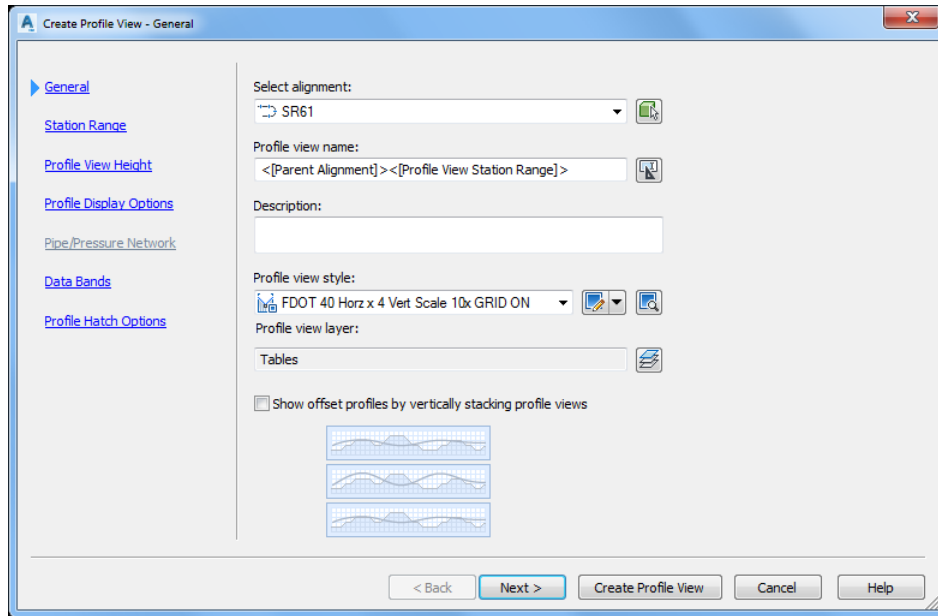 Create Profile View - General
General
Station Range
Profile View Height
Profile Display Options
Pipe/Pressure Network
Data Bands
Profile Hatch Options
Select alignment:
SR61
Profile view name:
<[Parent Alignment]><[Profile View Station Range]>
Description:
Profile view style:
FDOT 40 Horz x 4 Vert Scale 10x GRID ON
Profile view layer:
Tables
Show offset profiles by vertically stacking profile views
< Back
Next >
Create Profile View
Cancel
Help